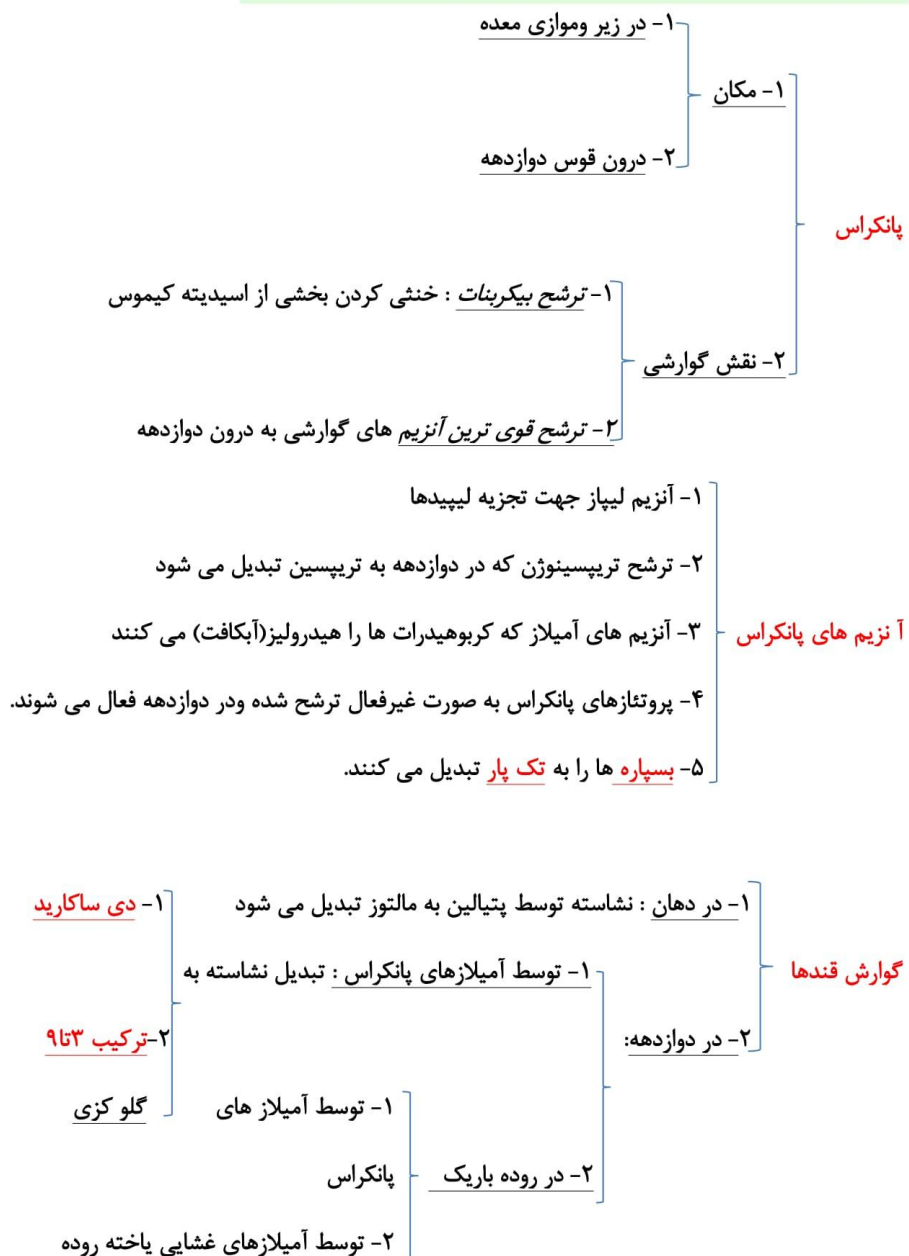 ۱- در زیر وموازی معده
۱- مکان
۲- درون قوس دوازدهه
پانکراس
۱- ترشح بیکربنات : خنثی کردن بخشی از اسیدیته کیموس
۲- نقش گوارشی
۲- ترشح قوی ترین آنزیم های گوارشی به درون دوازدهه
۱- آنزیم لیپاز جهت تجزیه لیپیدها
۲- ترشح تریپسینوژن که در دوازدهه به تریپسین تبدیل می شود
آ نزیم های پانکراس
۳- آنزیم های آمیلاز که کربوهیدرات ها را هیدرولیز(آبکافت) می کنند
۴- پروتئازهای پانکراس به صورت غیرفعال ترشح شده ودر دوازدهه فعال می شوند.
۵- بسپاره ها را به تک پار تبدیل می کنند.
۱- در دهان : نشاسته توسط پتیالین به مالتوز تبدیل می شود
۱- دی ساکارید
گوارش قندها
۱- توسط آمیلازهای پانکراس : تبدیل نشاسته به
۲- در دوازدهه:
۲-ترکیب ۳تا۹
گلو کزی
۱- توسط آمیلاز های
پانکراس
۲- در روده باریک
۲- توسط آمیلازهای غشایی یاخته روده